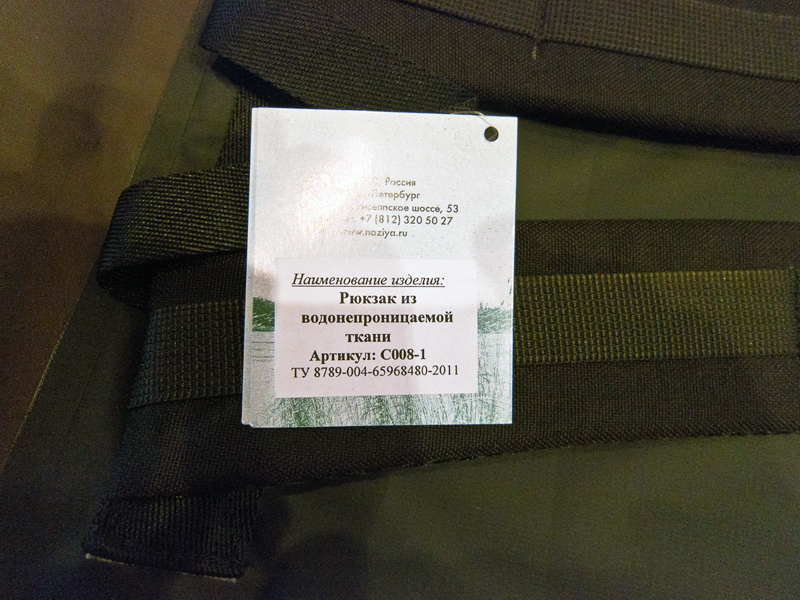 Россия
шоссе, 53
+7 (812) 320 50 27
www.naziya.ru
Наименование изделия:
Рюкзак из
водонепроницаемой
ткани
Артикул: С008-1
ТУ 8789-004-65968480-2011